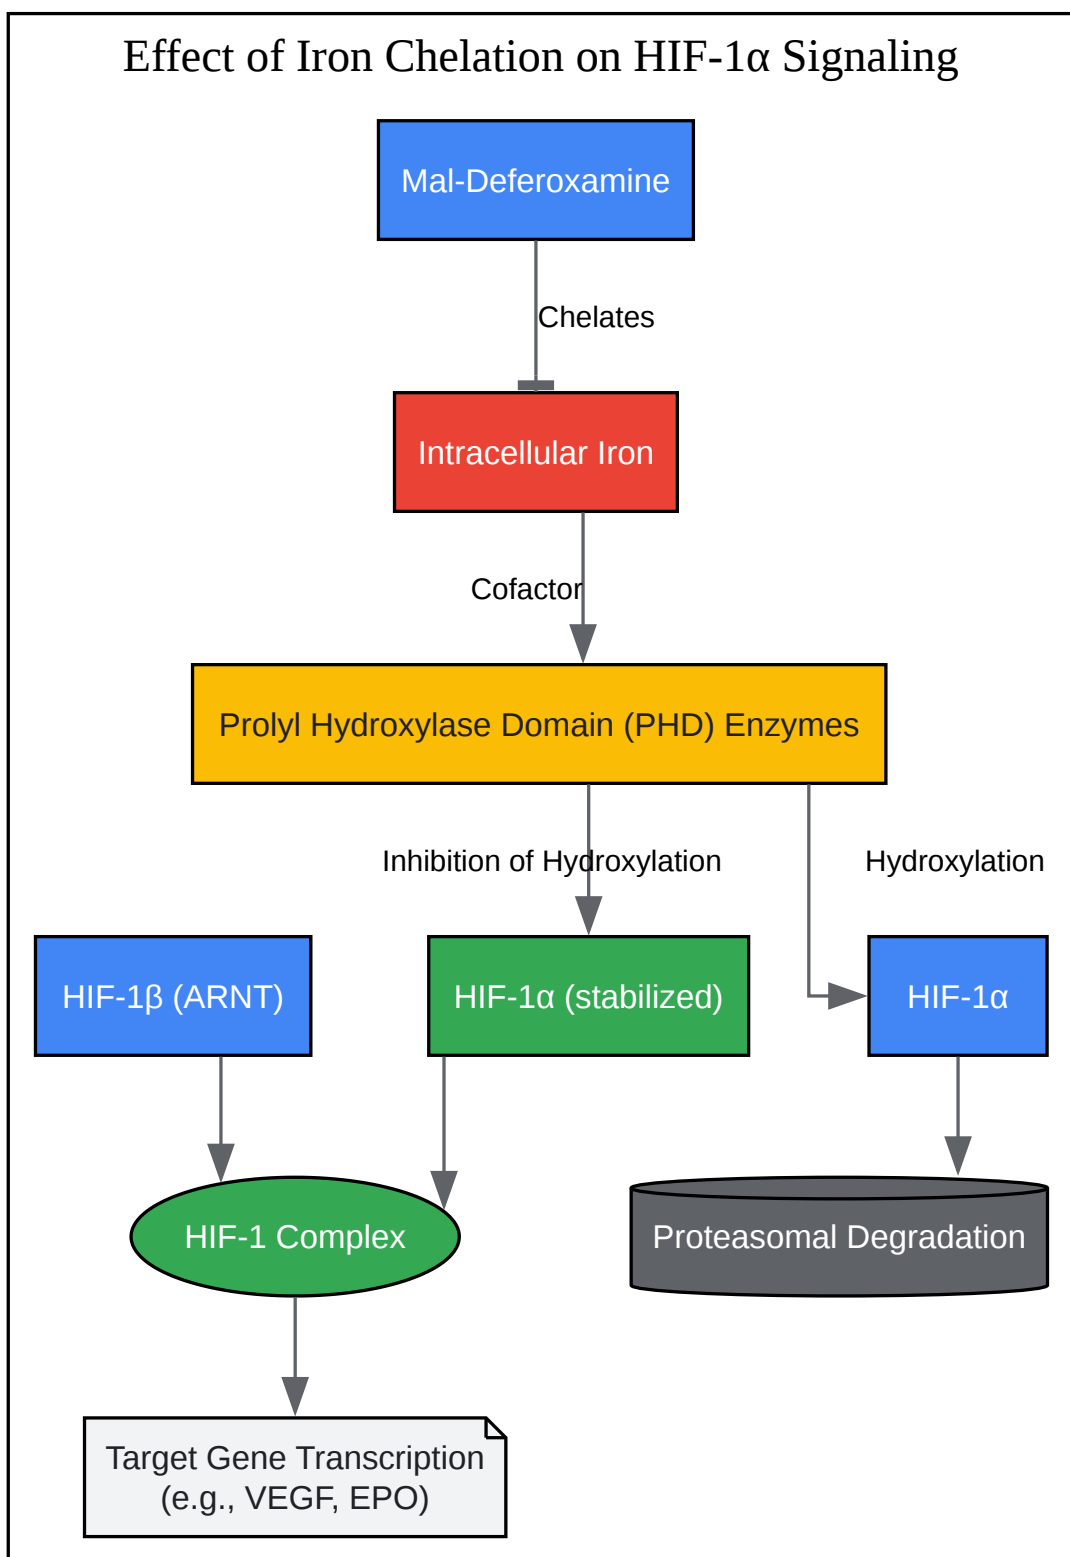 Effect of Iron Chelation on HIF-1α Signaling
Mal-Deferoxamine
Chelates
Intracellular Iron
Cofactor
Prolyl Hydroxylase Domain (PHD) Enzymes
Inhibition of Hydroxylation
Hydroxylation
HIF-1β (ARNT)
HIF-1α (stabilized)
HIF-1α
HIF-1 Complex
Proteasomal Degradation
Target Gene Transcription
(e.g., VEGF, EPO)